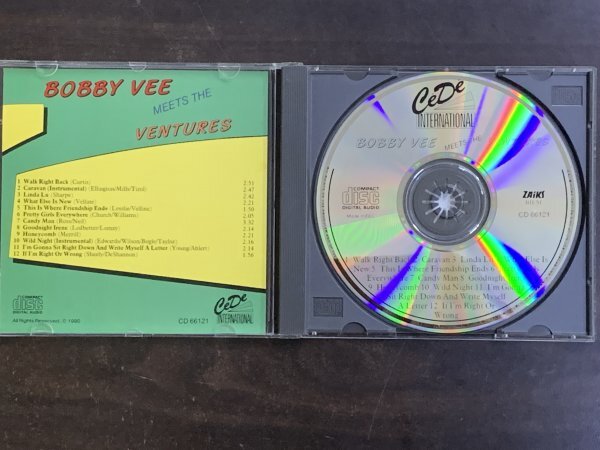 BOBBY VEE
MEETS THE
VENTURES
1 Walk Right Back (Curtis) 2:51
2 Caravan (Instrumental) (Ellington/Mills/Tizol) 2.47
3 Linda Lu (Sharpe) 2.42
4 What Else Is New (Velline) 2:21
5 This Is Where Friendship Ends 1.50
6 Pretty Girls Everywhere (Church/Williams) 2.05
7 Candy Man (Ross/Neil) 3.32
8 Goodnight Irene (Ledbetter/Lomax) 2.14
9 Honeycomb (Merrill) 2.21
10 Wild Night (Instrumental) (Edwards/Wilson/Bogle/Taylor) 2.16
11 I'm Gonna Sit Right Down And Write Myself A Letter (Young/Ahlert) 2.14
12 If I'm Right Or Wrong 1.56
COMPACT
disc
DIGITAL AUDIO
All Rights Reserved. © 1990
CeDe
INTERNATIONAL
CD 66121
CeDe
INTERNATIONAL
BOBBY VEE MEETS THE
COMPACT
disc
DIGITAL AUDIO
ZAiKS
CD 66121
1 Walk Right Back 2 Caravan 3 Linda Lu 4 What Else Is
New 5 This Is Where Friendship Ends 6
Everywhere 7 Candy Man 8 Goodnight
9 Honeycomb 10 Wild Night 11 I'm Gonna
Sit Right Down And Write Myself
A Letter 12 If I'm Right Or
Wrong